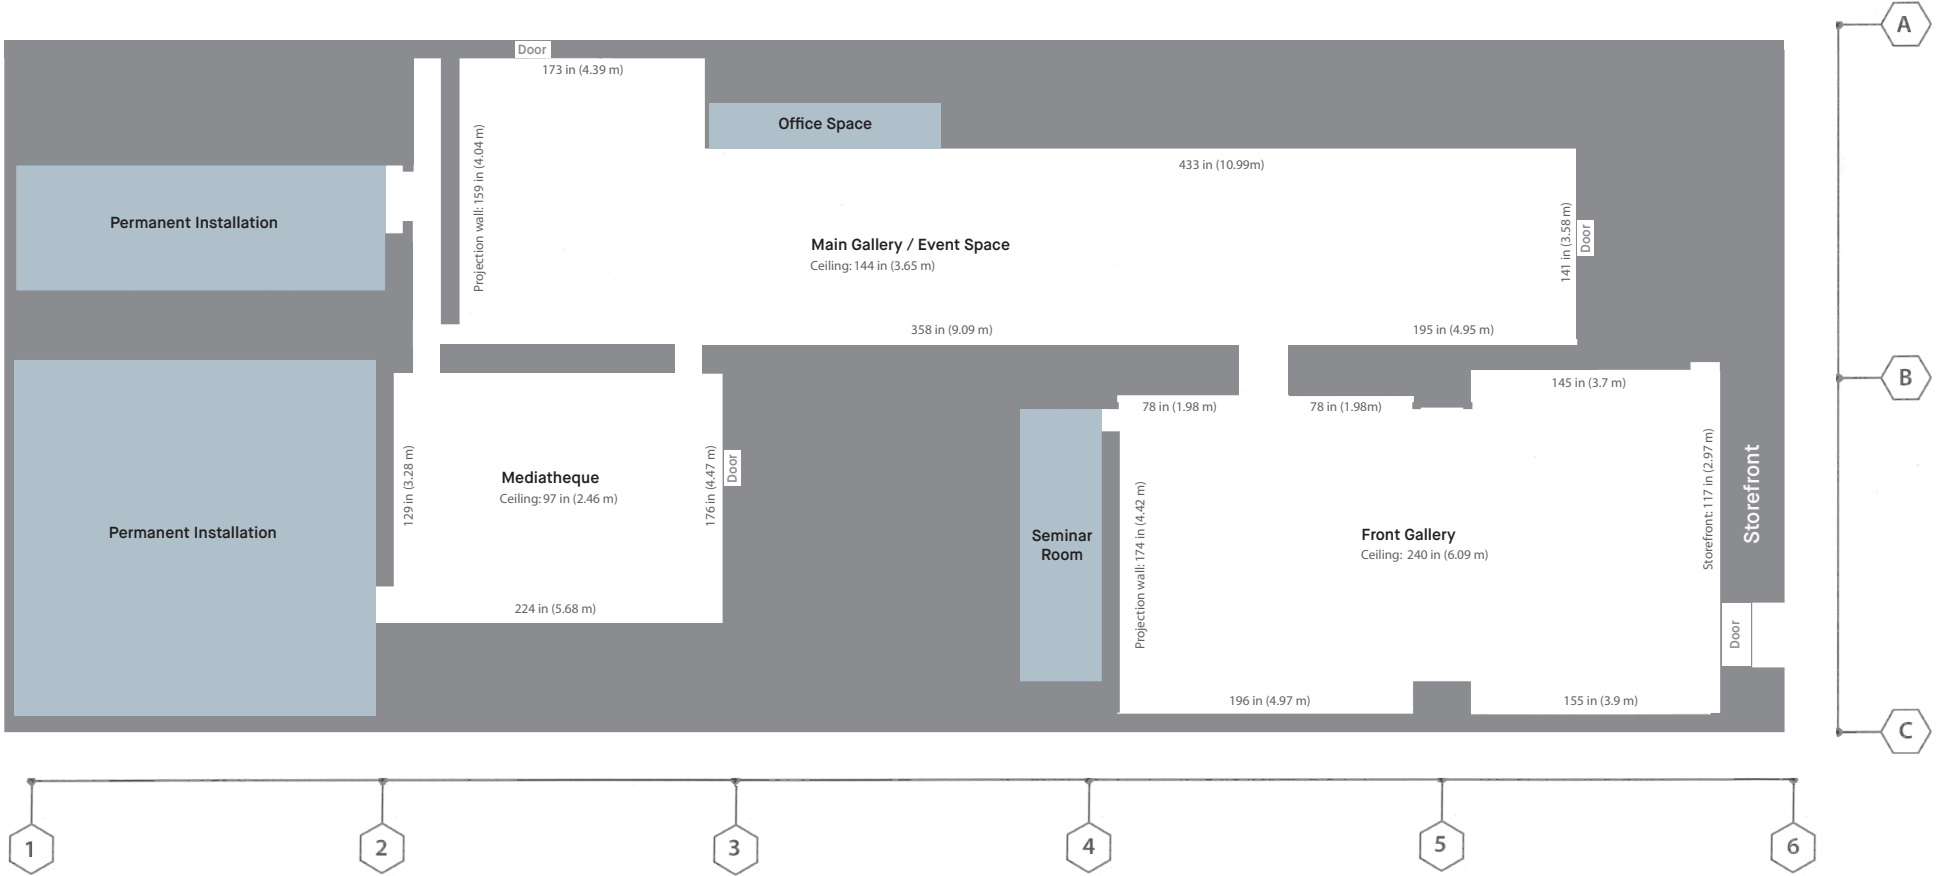 A
Door
173 in (4.39 m)
Office Space
Projection wall: 159 in (4.04 m)
433 in (10.99m)
Permanent Installation
Main Gallery / Event Space
Ceiling: 144 in (3.65 m)
141 in (3.58 m)
Door
358 in (9.09 m)
195 in (4.95 m)
B
145 in (3.7 m)
78 in (1.98 m)
78 in (1.98m)
129 in (3.28 m)
Mediatheque
Ceiling: 97 in (2.46 m)
176 in (4.47 m)
Door
Storefront: 117 in (2.97 m)
Storefront
Permanent Installation
Seminar
Room
Projection wall: 174 in (4.42 m)
Front Gallery
Ceiling: 240 in (6.09 m)
224 in (5.68 m)
Door
196 in (4.97 m)
155 in (3.9 m)
C
1
2
3
4
5
6